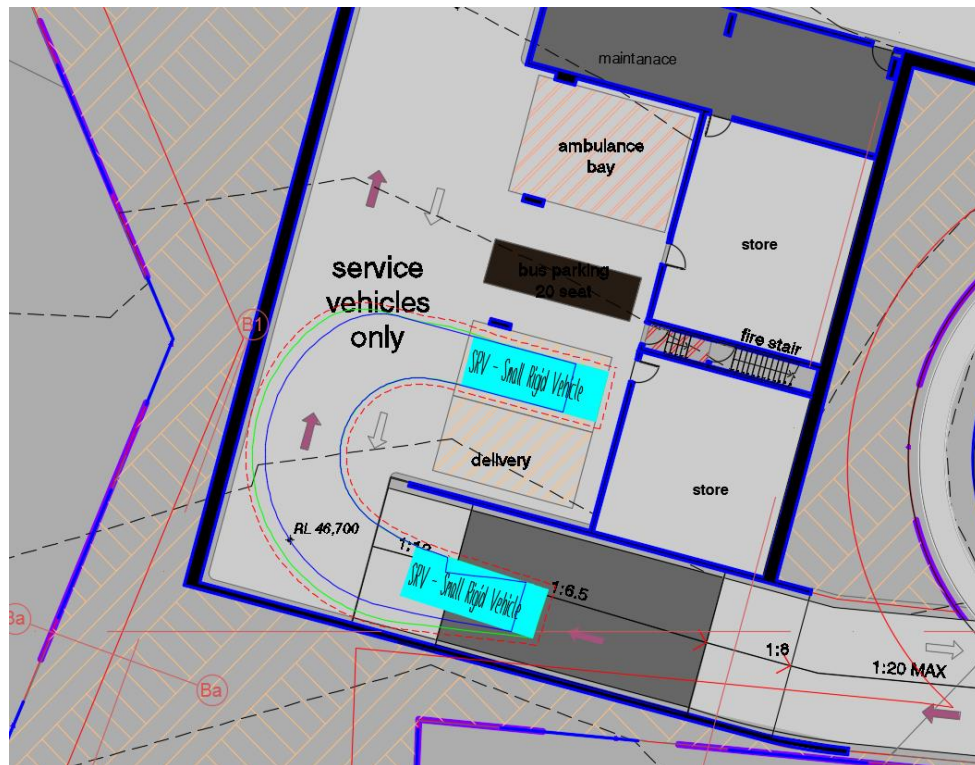 maintanace
ambulance
bay
store
service
vehicles
only
bus parking
20 seat
B1
fire stair
SRV - Small Rigid Vehicle
delivery
store
RL 46,700
SRV - Small Rigid Vehicle
1:6.5
Ba
1:8
1:20 MAX
Ba